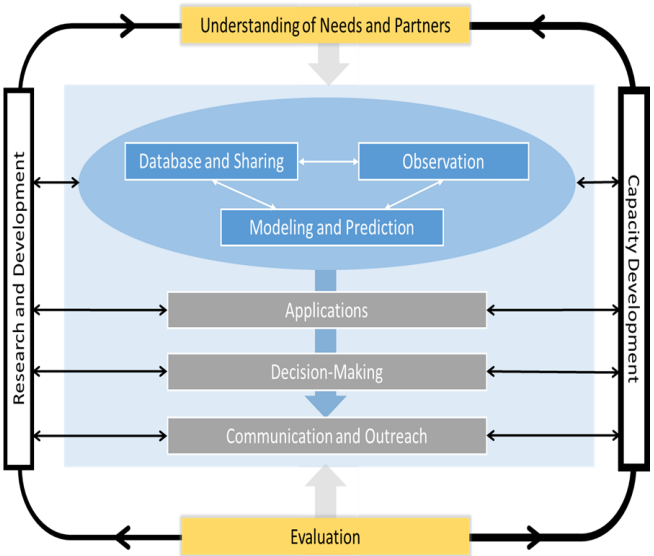 Understanding of Needs and Partners
Research and Development
Database and Sharing
Observation
Modeling and Prediction
Applications
Decision-Making
Communication and Outreach
Capacity Development
Evaluation